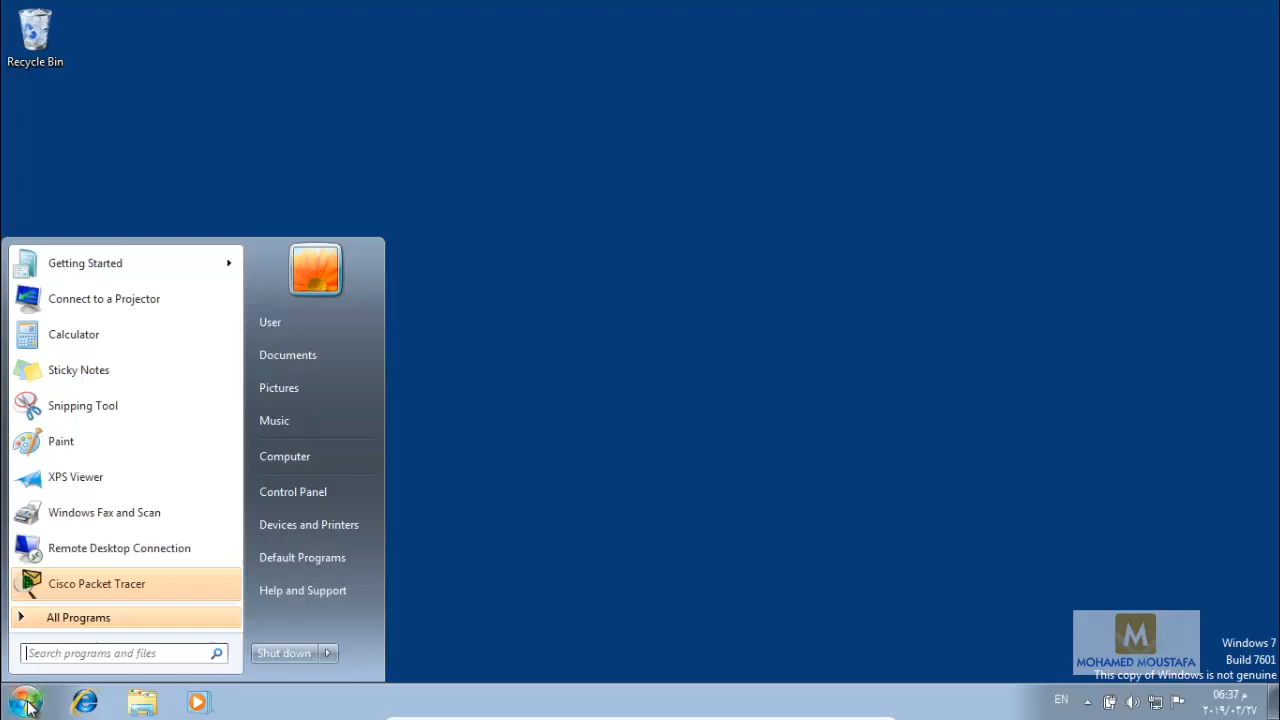 Recycle Bin
Getting Started
Connect to a Projector
Calculator
Sticky Notes
Snipping Tool
Paint
XPS Viewer
Windows Fax and Scan
Remote Desktop Connection
Cisco Packet Tracer
All Programs
Search programs and files
User
Documents
Pictures
Music
Computer
Control Panel
Devices and Printers
Default Programs
Help and Support
Shut down
M
MOHAMED MOUSTAFA
Windows 7
Build 7601
This copy of Windows is not genuine
EN
06:37 م
٢٠١٩/٠٣/٢٧